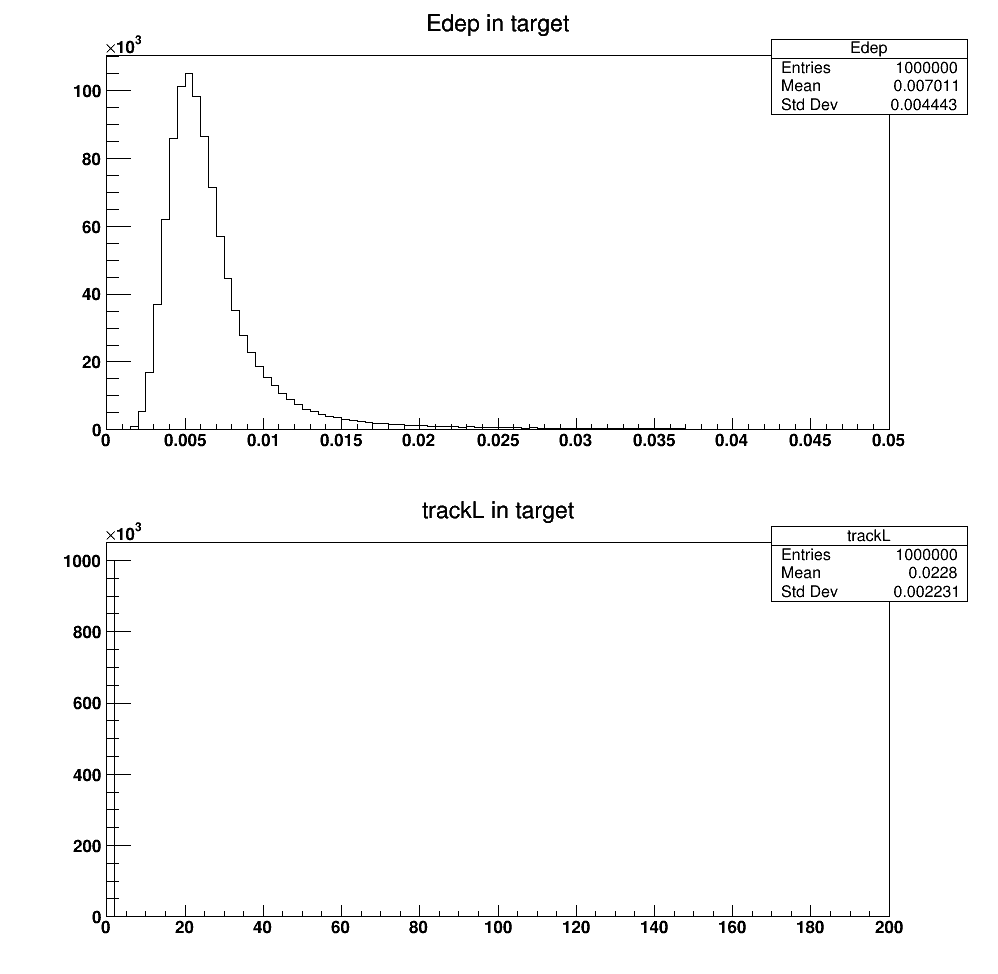 Edep in target
×10³
Edep
Entries 1000000
Mean 0.007011
Std Dev 0.004443
100
80
60
40
20
0
0 0.005 0.01 0.015 0.02 0.025 0.03 0.035 0.04 0.045 0.05
trackL in target
×10³
trackL
Entries 1000000
Mean 0.0228
Std Dev 0.002231
1000
800
600
400
200
0
0 20 40 60 80 100 120 140 160 180 200